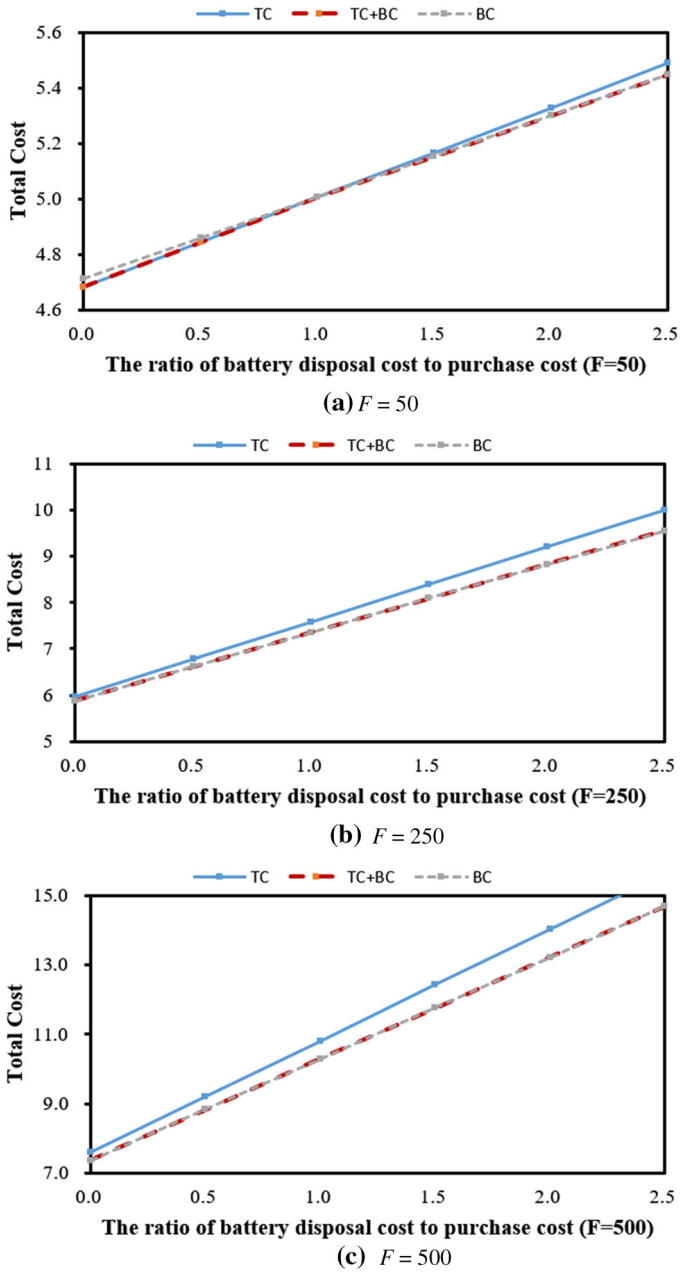 TC TC+BC BC
5.6
5.4
5.2
5.0
4.8
4.6
Total Cost
0.0 0.5 1.0 1.5 2.0 2.5
The ratio of battery disposal cost to purchase cost (F=50)
(a) F = 50
TC TC+BC BC
11
10
9
8
7
6
5
Total Cost
0.0 0.5 1.0 1.5 2.0 2.5
The ratio of battery disposal cost to purchase cost (F=250)
(b) F = 250
TC TC+BC BC
15.0
13.0
11.0
9.0
7.0
Total Cost
0.0 0.5 1.0 1.5 2.0 2.5
The ratio of battery disposal cost to purchase cost (F=500)
(c) F = 500